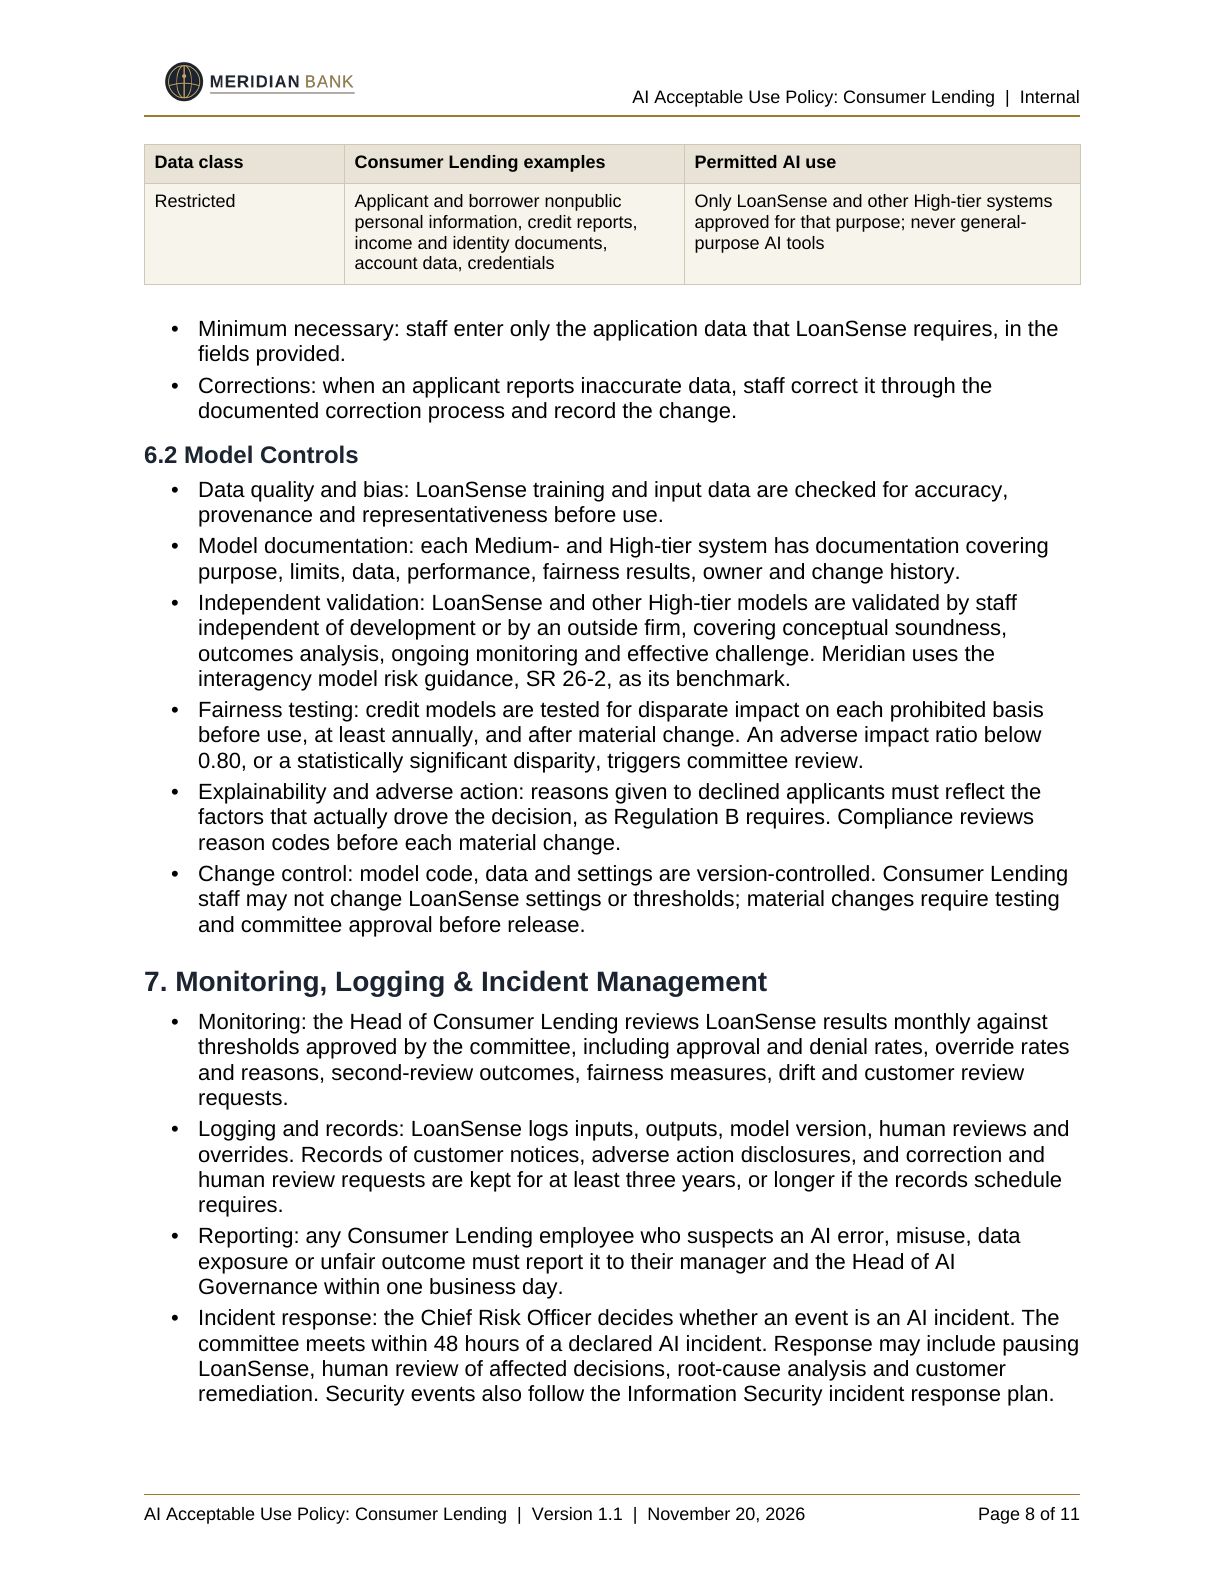 MERIDIAN BANK
AI Acceptable Use Policy: Consumer Lending | Internal
Data class
Consumer Lending examples
Permitted AI use
Restricted
Applicant and borrower nonpublic
personal information, credit reports,
income and identity documents,
account data, credentials
Only LoanSense and other High-tier systems
approved for that purpose; never general-
purpose AI tools
• Minimum necessary: staff enter only the application data that LoanSense requires, in the
fields provided.
• Corrections: when an applicant reports inaccurate data, staff correct it through the
documented correction process and record the change.
6.2 Model Controls
• Data quality and bias: LoanSense training and input data are checked for accuracy,
provenance and representativeness before use.
• Model documentation: each Medium- and High-tier system has documentation covering
purpose, limits, data, performance, fairness results, owner and change history.
• Independent validation: LoanSense and other High-tier models are validated by staff
independent of development or by an outside firm, covering conceptual soundness,
outcomes analysis, ongoing monitoring and effective challenge. Meridian uses the
interagency model risk guidance, SR 26-2, as its benchmark.
• Fairness testing: credit models are tested for disparate impact on each prohibited basis
before use, at least annually, and after material change. An adverse impact ratio below
0.80, or a statistically significant disparity, triggers committee review.
• Explainability and adverse action: reasons given to declined applicants must reflect the
factors that actually drove the decision, as Regulation B requires. Compliance reviews
reason codes before each material change.
• Change control: model code, data and settings are version-controlled. Consumer Lending
staff may not change LoanSense settings or thresholds; material changes require testing
and committee approval before release.
7. Monitoring, Logging & Incident Management
• Monitoring: the Head of Consumer Lending reviews LoanSense results monthly against
thresholds approved by the committee, including approval and denial rates, override rates
and reasons, second-review outcomes, fairness measures, drift and customer review
requests.
• Logging and records: LoanSense logs inputs, outputs, model version, human reviews and
overrides. Records of customer notices, adverse action disclosures, and correction and
human review requests are kept for at least three years, or longer if the records schedule
requires.
• Reporting: any Consumer Lending employee who suspects an AI error, misuse, data
exposure or unfair outcome must report it to their manager and the Head of AI
Governance within one business day.
• Incident response: the Chief Risk Officer decides whether an event is an AI incident. The
committee meets within 48 hours of a declared AI incident. Response may include pausing
LoanSense, human review of affected decisions, root-cause analysis and customer
remediation. Security events also follow the Information Security incident response plan.
AI Acceptable Use Policy: Consumer Lending | Version 1.1 | November 20, 2026
Page 8 of 11